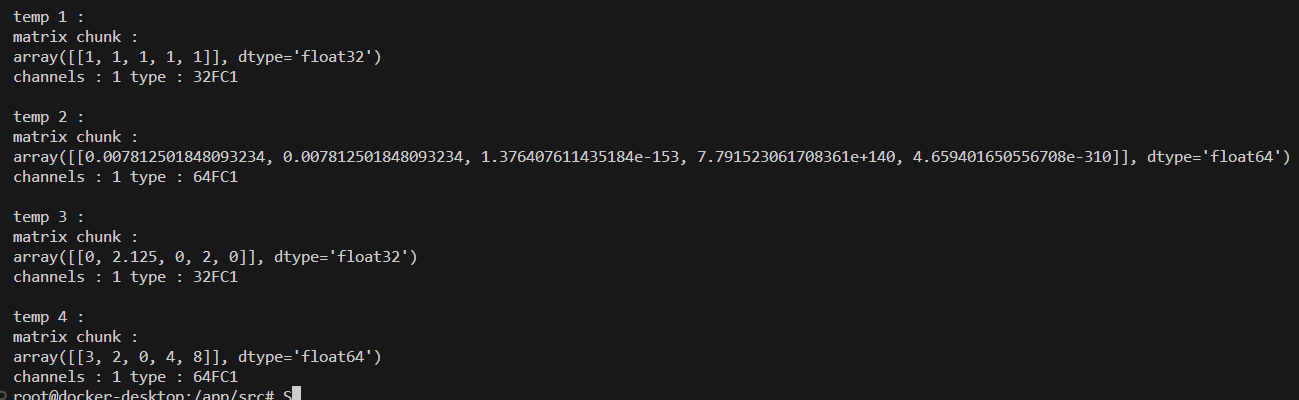 temp 1 :
matrix chunk :
array([[1, 1, 1, 1, 1]], dtype='float32')
channels : 1 type : 32FC1
temp 2 :
matrix chunk :
array([[0.007812501848093234, 0.007812501848093234, 1.376407611435184e-153, 7.791523061708361e+140, 4.659401650556708e-310]], dtype='float64')
channels : 1 type : 64FC1
temp 3 :
matrix chunk :
array([[0, 2.125, 0, 2, 0]], dtype='float32')
channels : 1 type : 32FC1
temp 4 :
matrix chunk :
array([[3, 2, 0, 4, 8]], dtype='float64')
channels : 1 type : 64FC1
root@docker-desktop:/app/src# S